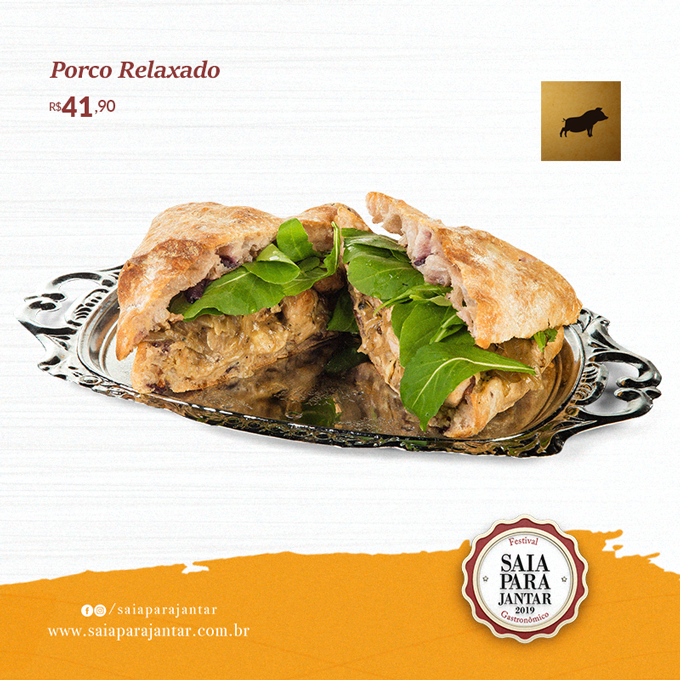 Porco Relaxado
R$41,90
Festival
SAIA
PARA
JANTAR
2019
Gastronômico
/saiaparajantar
www.saiaparajantar.com.br